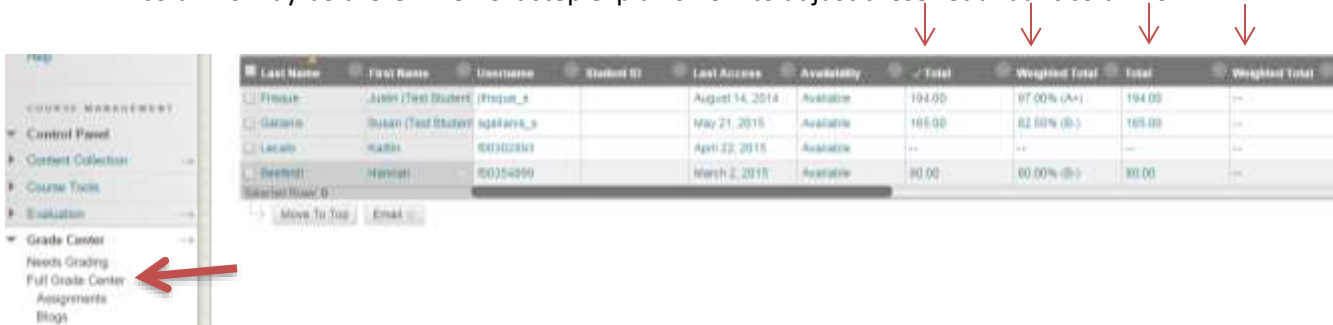 Help
COURSE MANAGEMENT
Control Panel
Content Collection
Course Tools
Evaluation
Grade Center
Needs Grading
Full Grade Center
Assignments
Blogs
Last Name First Name Username Student ID Last Access Availability Total Weighted Total Total Weighted Total
Frisque Justin (Test Student jfrisque_s August 14, 2014 Available 194.00 97.00% (A+) 194.00 --
Susan (Test Student May 21, 2015 Available 165.00 82.50% (B-) 165.00 --
Kaitlin April 22, 2015 Available -- -- -- --
Hannah f00354899 March 2, 2015 Available 80.00 80.00% (B-) 80.00 --
Selected Rows: 0
Move To Top Email